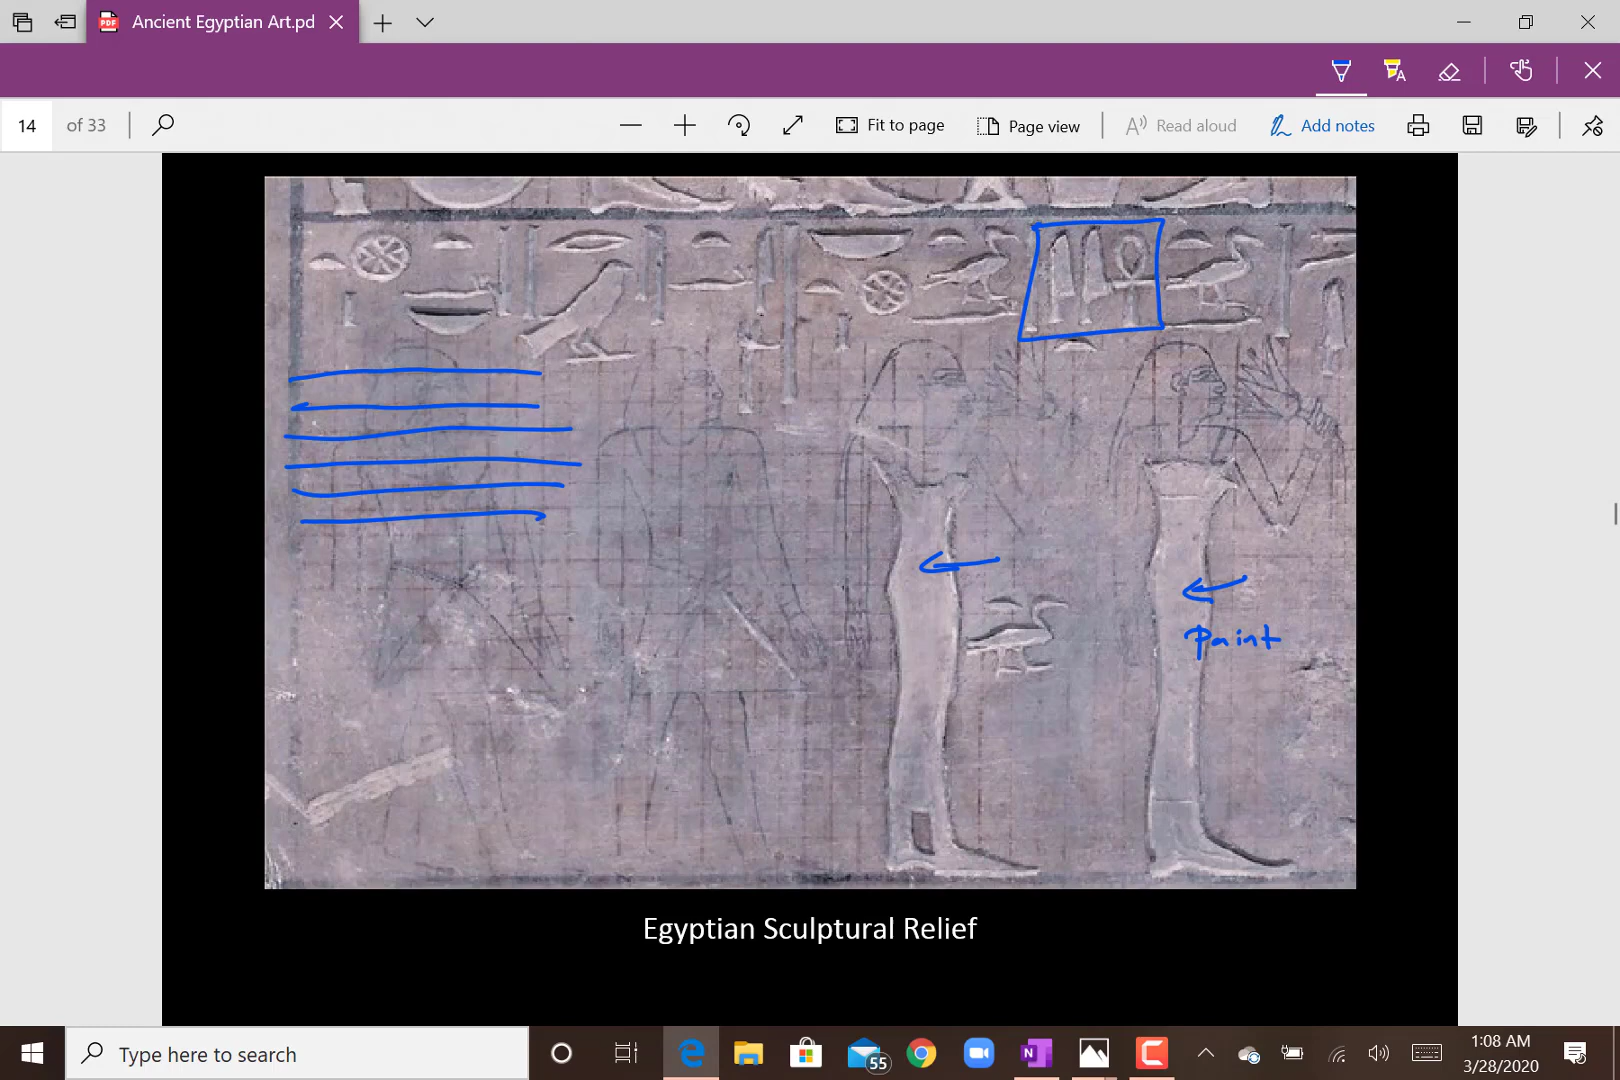 Ancient Egyptian Art.pd
14 of 33
Fit to page
Page view
Read aloud
Add notes
paint
Egyptian Sculptural Relief
Type here to search
55
1:08 AM
3/28/2020